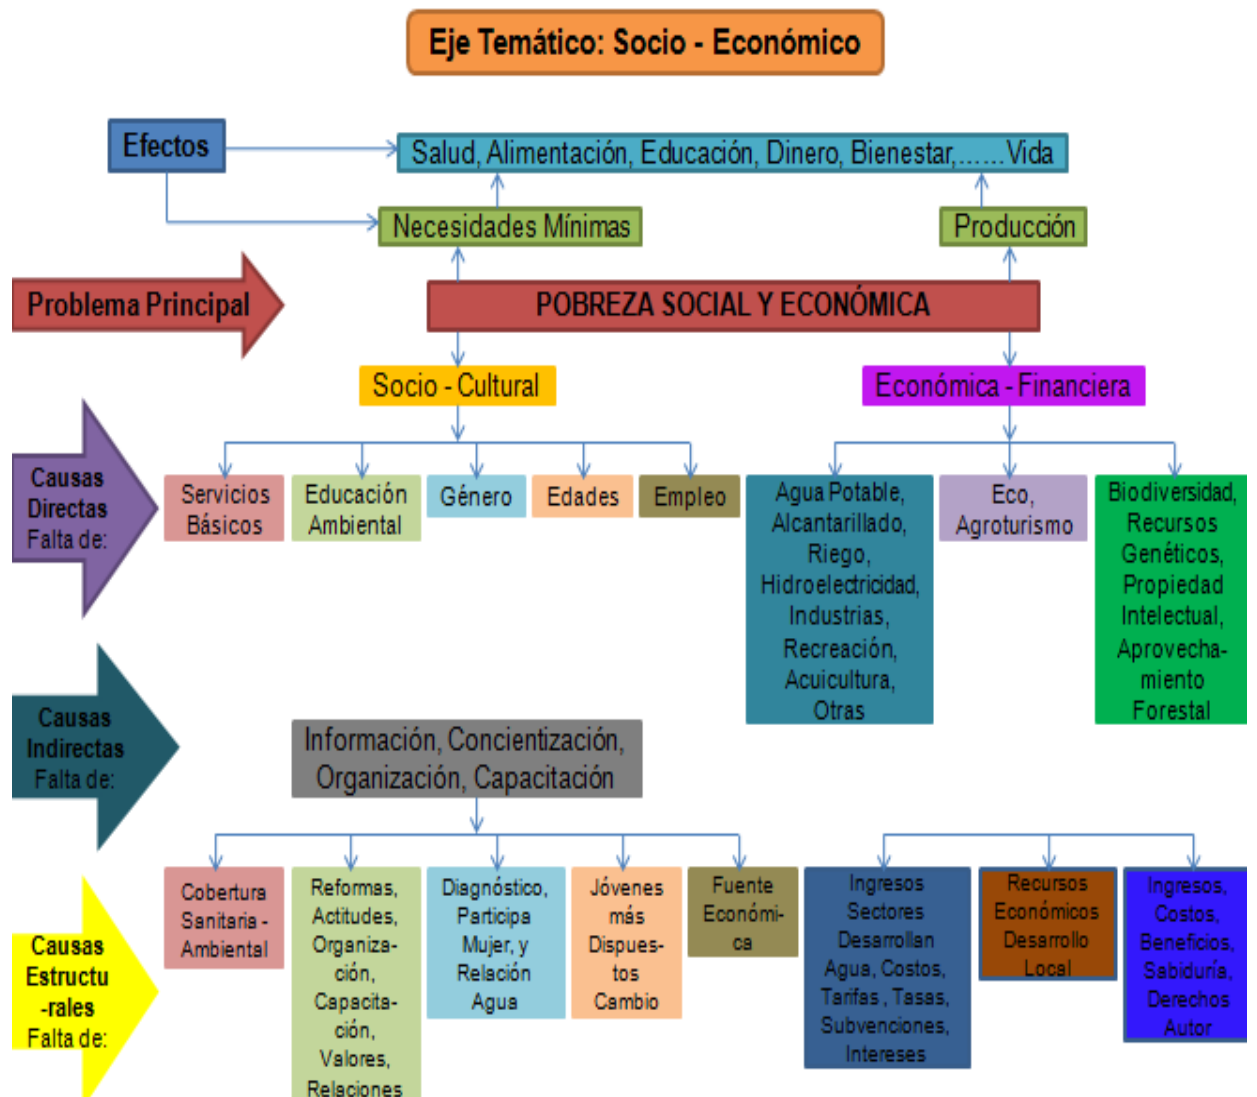 Eje Temático: Socio - Económico
Efectos
Salud, Alimentación, Educación, Dinero, Bienestar,......Vida
Necesidades Mínimas
Producción
Problema Principal
POBREZA SOCIAL Y ECONÓMICA
Socio - Cultural
Económica - Financiera
Causas
Directas
Falta de:
Servicios
Básicos
Educación
Ambiental
Género
Edades
Empleo
Agua Potable,
Alcantarillado,
Riego,
Hidroelectricidad,
Industrias,
Recreación,
Acuicultura,
Otras
Eco,
Agroturismo
Biodiversidad,
Recursos
Genéticos,
Propiedad
Intelectual,
Aprovecha-
miento
Forestal
Causas
Indirectas
Falta de:
Información, Concientización,
Organización, Capacitación
Causas
Estructu
-rales
Falta de:
Cobertura
Sanitaria -
Ambiental
Reformas,
Actitudes,
Organiza-
ción,
Capacita-
ción,
Valores,
Relaciones
Diagnóstico,
Participa
Mujer, y
Relación
Agua
Jóvenes
más
Dispues-
tos
Cambio
Fuente
Económi-
ca
Ingresos
Sectores
Desarrollan
Agua, Costos,
Tarifas , Tasas,
Subvenciones,
Intereses
Recursos
Económicos
Desarrollo
Local
Ingresos,
Costos,
Beneficios,
Sabiduría,
Derechos
Autor